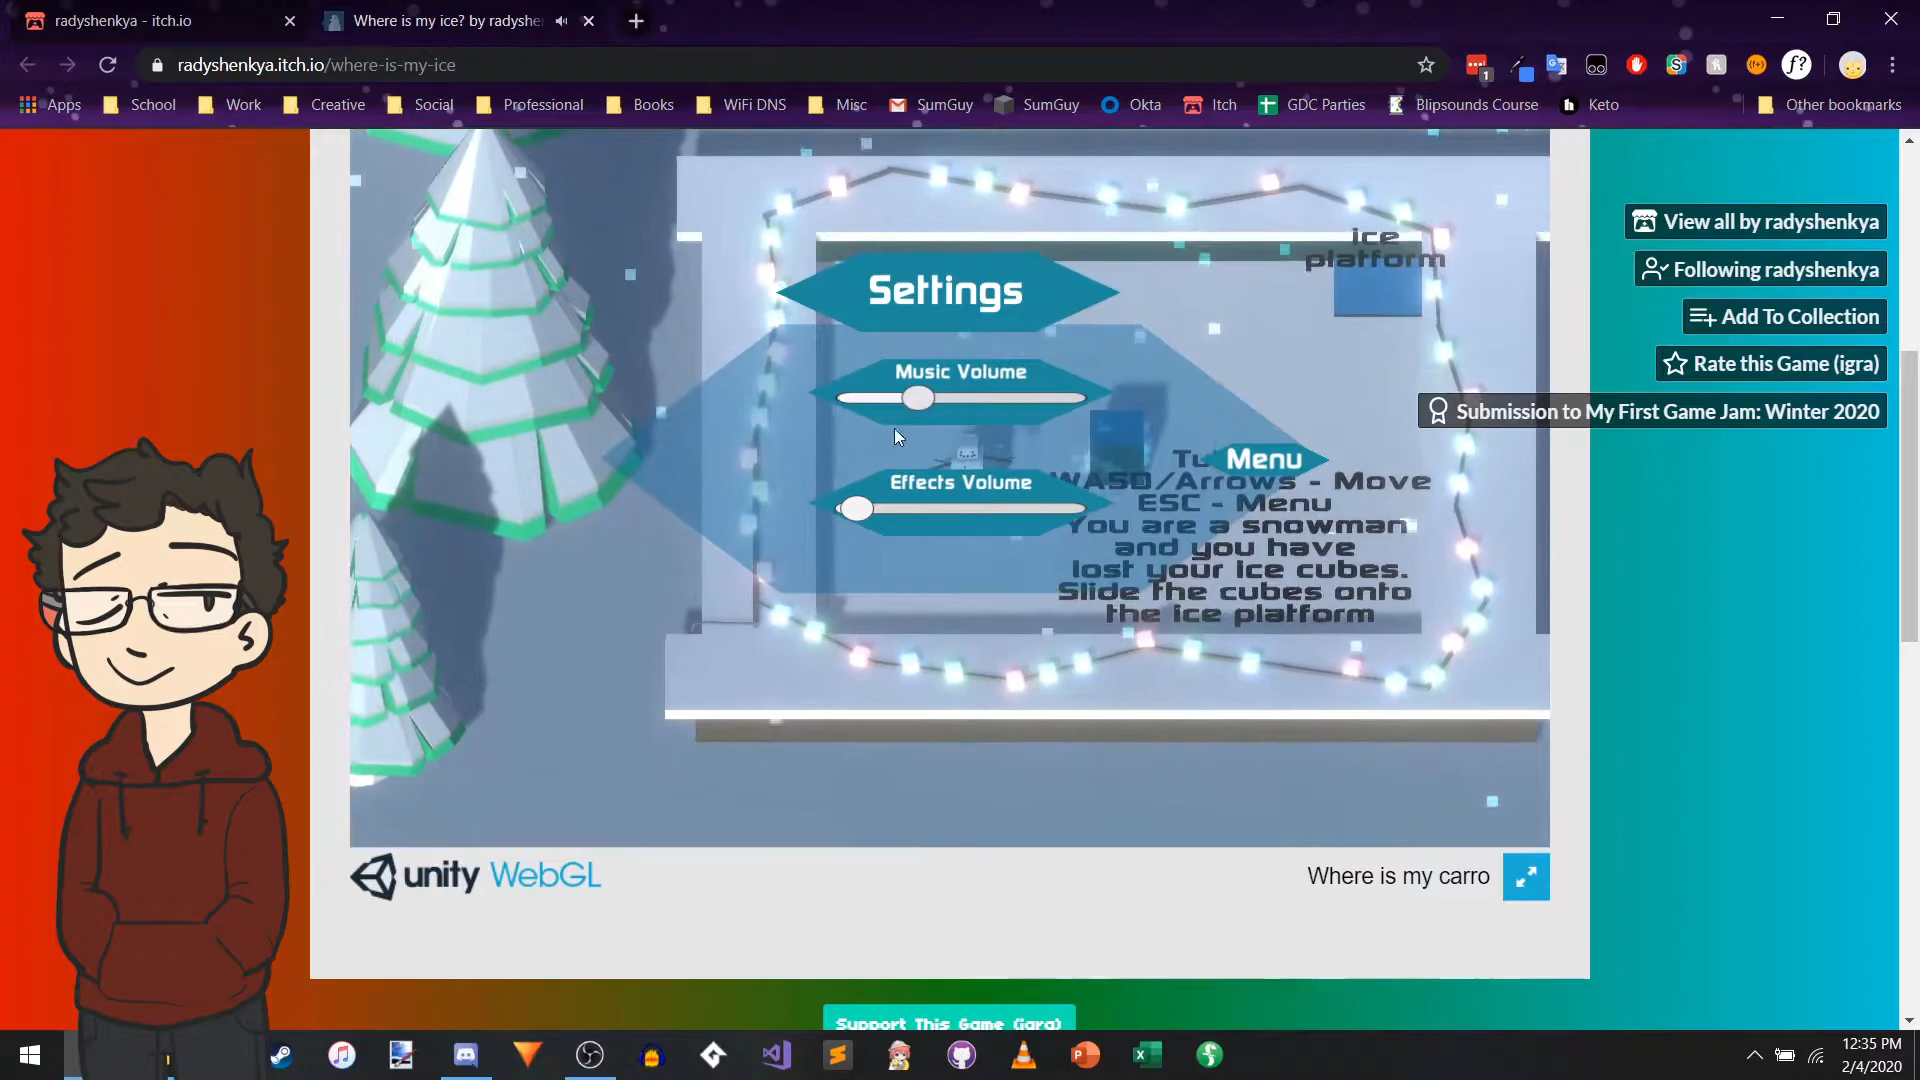 radyshenkya - itch.io
Where is my ice? by radyshe
radyshenkya.itch.io/where-is-my-ice
1
f?
Apps
School
Work
Creative
Social
Professional
Books
WiFi DNS
Misc
SumGuy
SumGuy
Okta
Itch
GDC Parties
Blipsounds Course
Keto
Other bookmarks
View all by radyshenkya
Following radyshenkya
Add To Collection
Rate this Game (igra)
Submission to My First Game Jam: Winter 2020
ice
platform
Settings
Music Volume
Effects Volume
Menu
Tu
WASD/Arrows - Move
ESC - Menu
You are a snowman
and you have
lost your ice cubes.
Slide the cubes onto
the ice platform
unity WebGL
Where is my carro
Support This Game (igra)
12:35 PM
2/4/2020